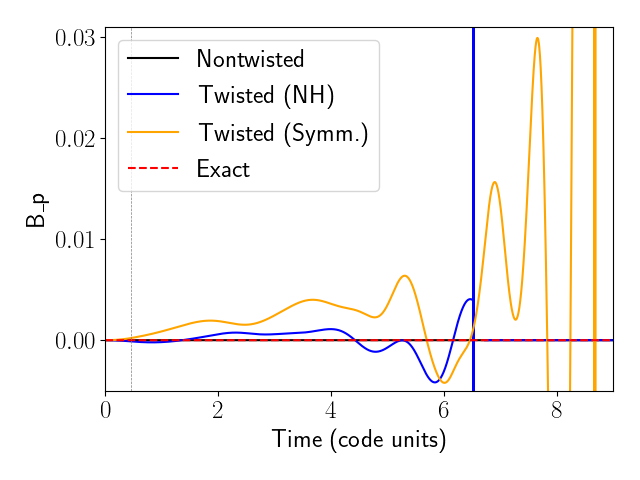 0.03
0.02
0.01
0.00
B_p
Nontwisted
Twisted (NH)
Twisted (Symm.)
Exact
0 2 4 6 8
Time (code units)